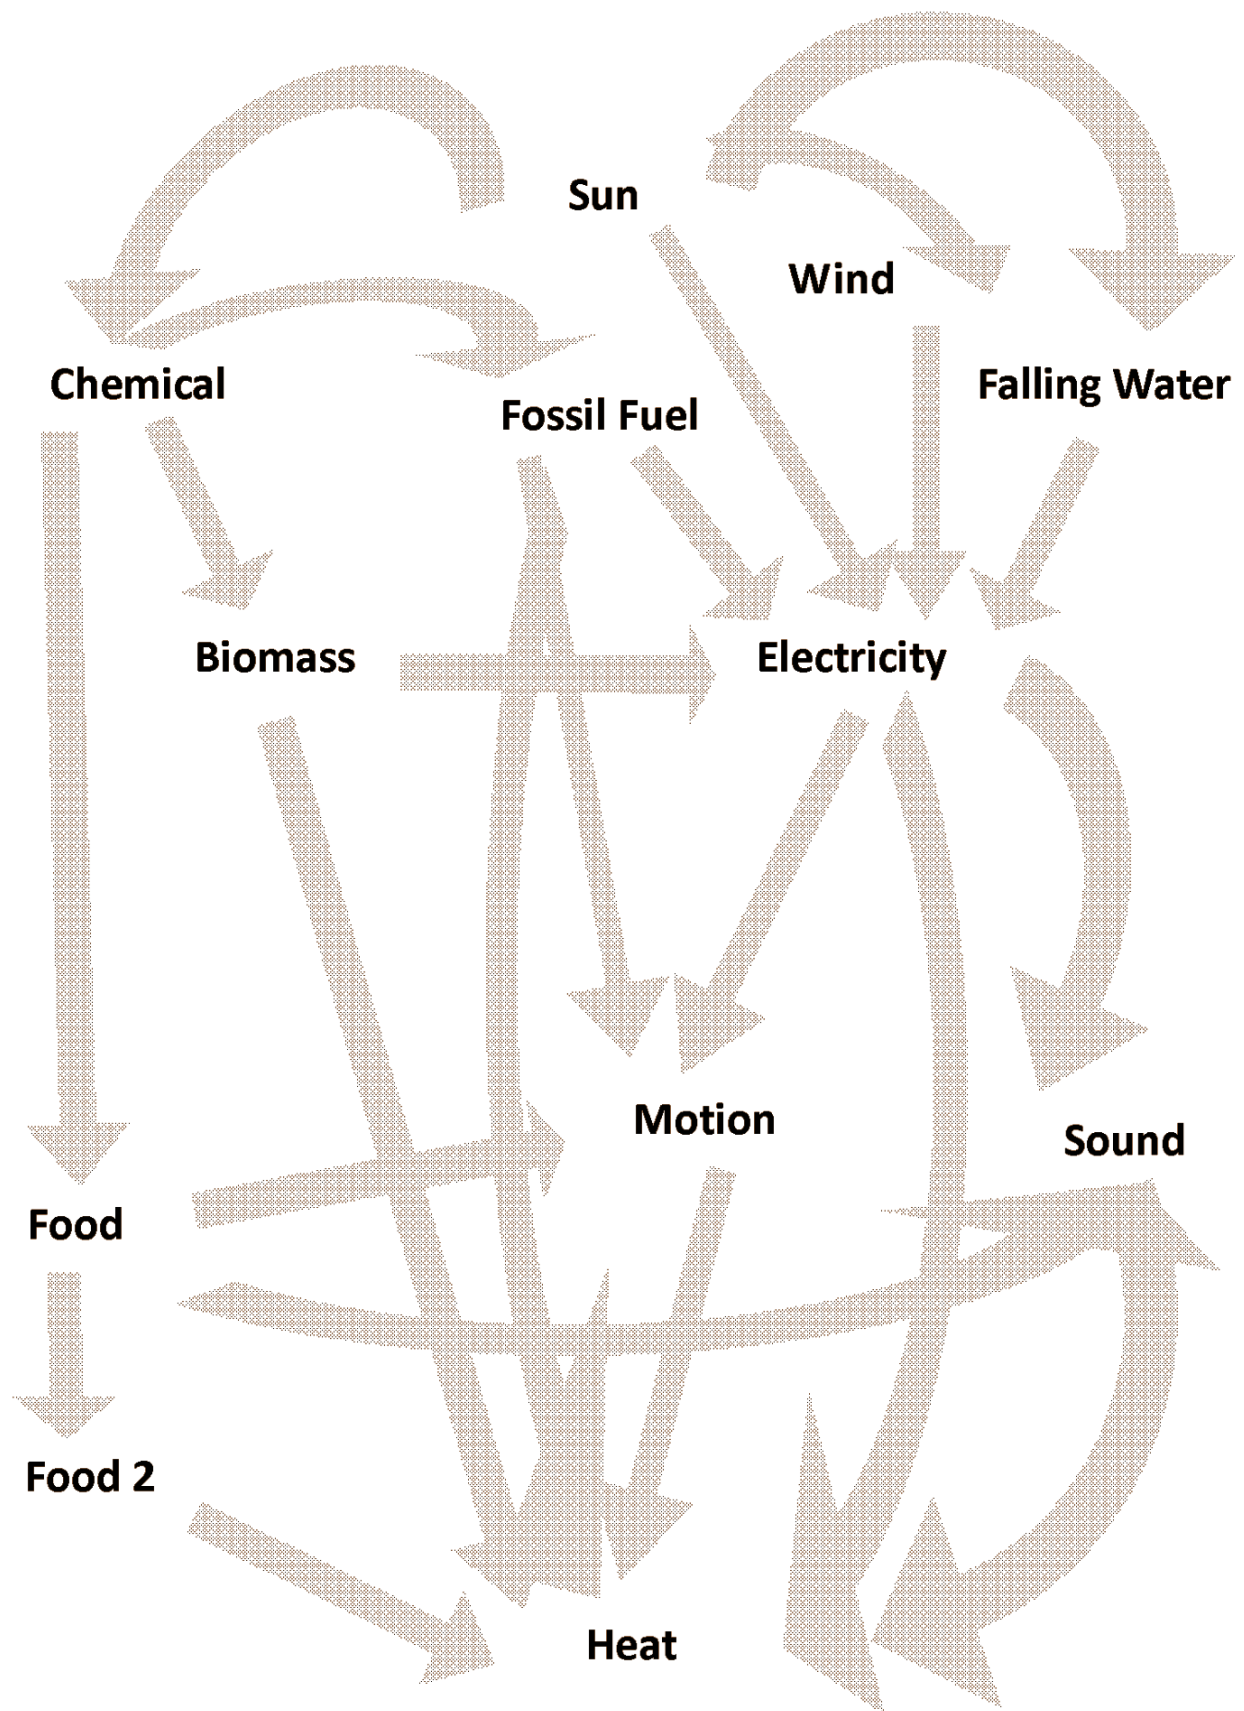 Sun
Wind
Chemical
Falling Water
Fossil Fuel
Biomass
Electricity
Motion
Sound
Food
Food 2
Heat